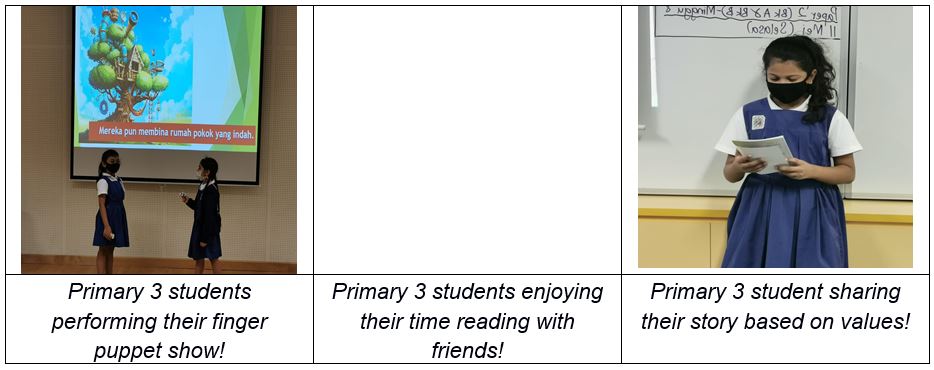 Mereka pun membina rumah pokok yang indah.
Paper 2 (Bk A & Bk B)-Minggu
11 Mei (Selasa)
Primary 3 students
performing their finger
puppet show!
Primary 3 students enjoying
their time reading with
friends!
Primary 3 student sharing
their story based on values!